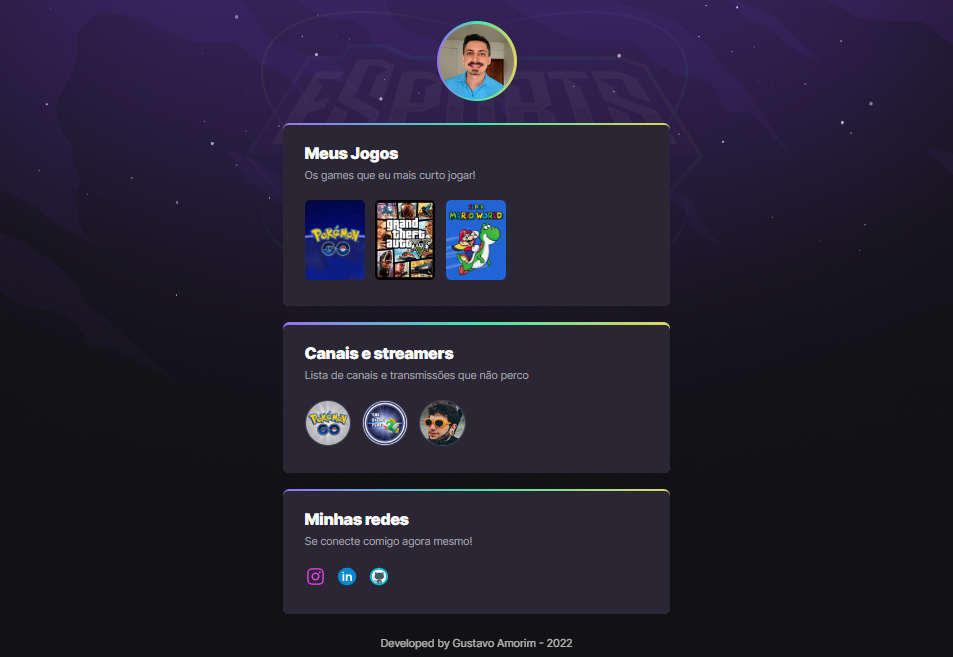 ESPORTS
Meus Jogos
Os games que eu mais curto jogar!
POKÉMON
GO
grand
theft
auto
V
SUPER
MARIO WORLD
Canais e streamers
Lista de canais e transmissões que não perco
POKÉMON
GO
THE
Minhas redes
Se conecte comigo agora mesmo!
in
Developed by Gustavo Amorim - 2022